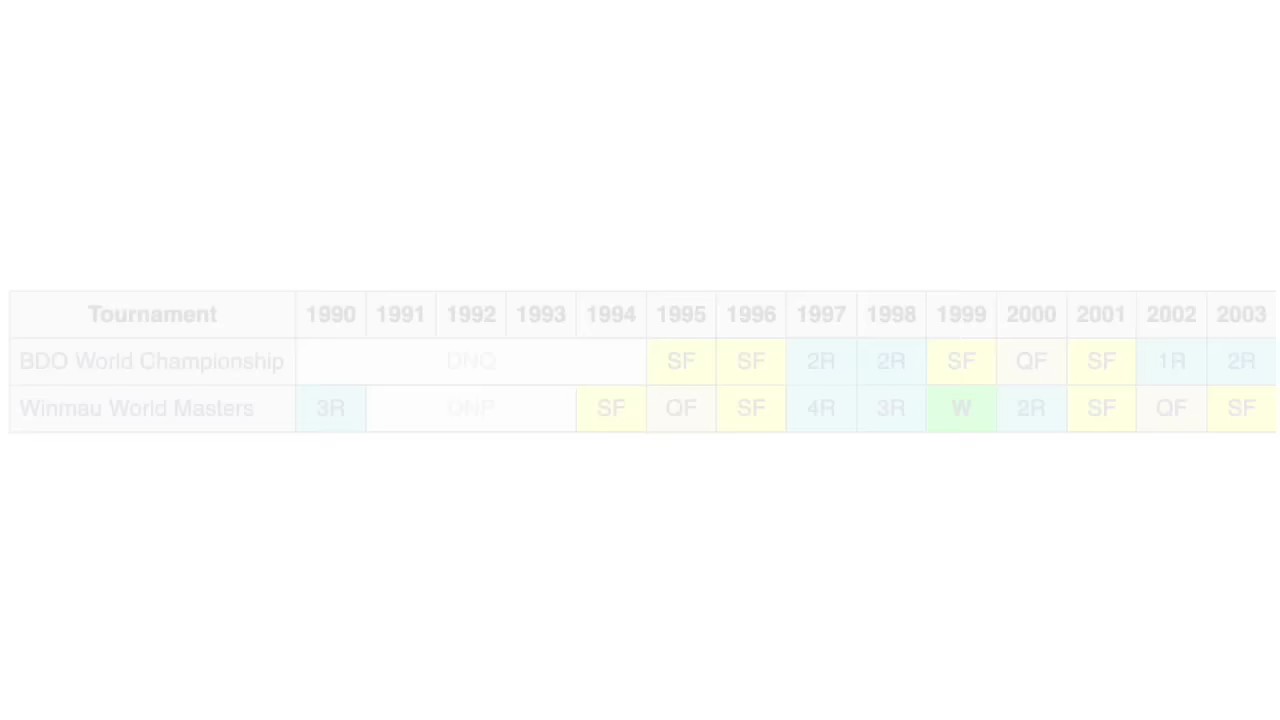 Tournament 1990 1991 1992 1993 1994 1995 1996 1997 1998 1999 2000 2001 2002 2003
BDO World Championship DNQ SF SF 2R 2R SF QF SF 1R 2R
Winmau World Masters 3R DNP SF QF SF 4R 3R W 2R SF QF SF